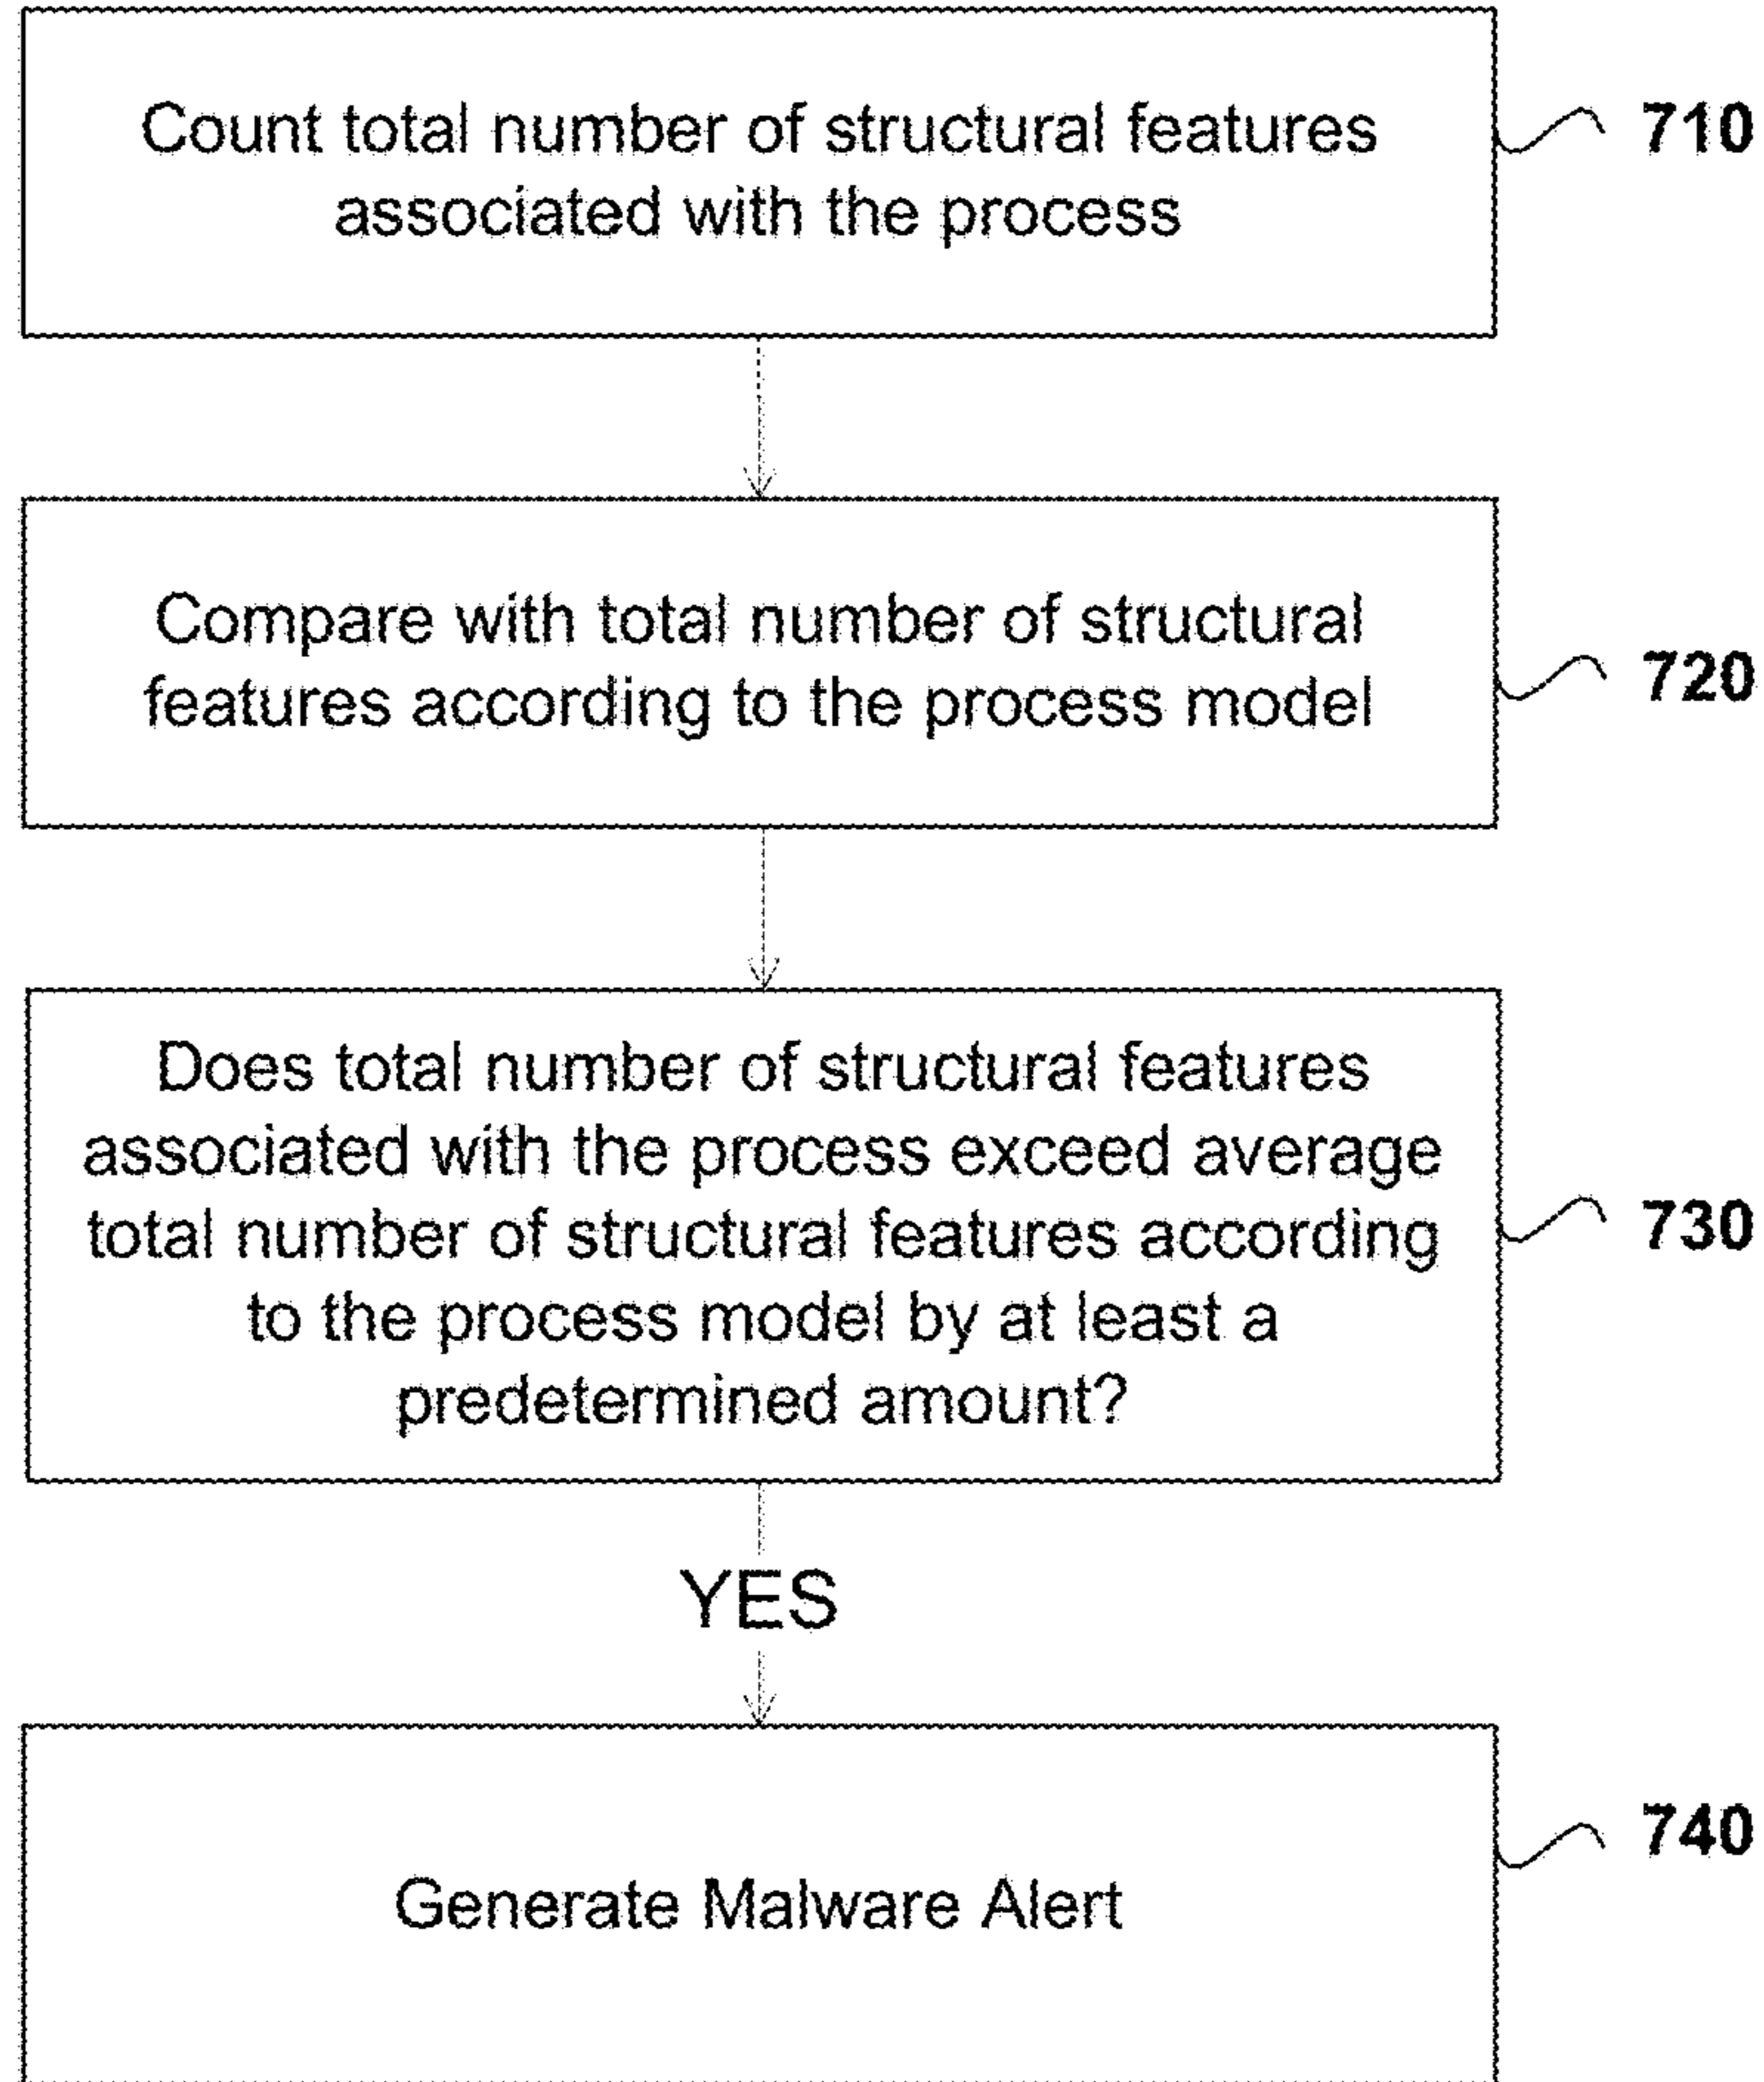 Count total number of structural features
associated with the process
710
Compare with total number of structural
features according to the process model
720
Does total number of structural features
associated with the process exceed average
total number of structural features according
to the process model by at least a
predetermined amount?
730
YES
Generate Malware Alert
740